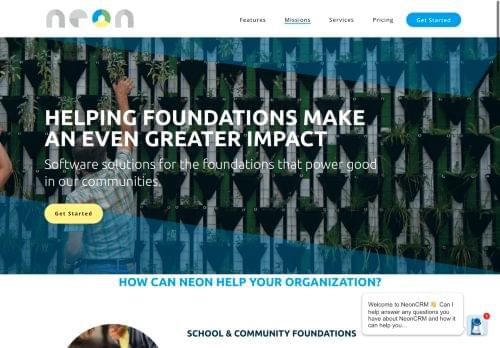 neon
Features
Missions
Services
Pricing
Get Started
HELPING FOUNDATIONS MAKE
AN EVEN GREATER IMPACT
Software solutions for the foundations that power good
in our communities.
Get Started
HOW CAN NEON HELP YOUR ORGANIZATION?
Welcome to NeonCRM 👋 Can I
help answer any questions you
have about NeonCRM and how it
can help you...
1
SCHOOL & COMMUNITY FOUNDATIONS